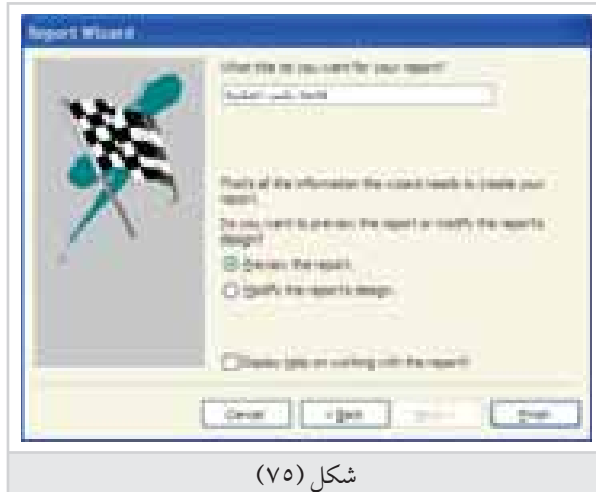 Report Wizard
What title do you want for your report?
That's all the information the wizard needs to create your
report.
Do you want to preview the report or modify the report's
design?
Preview the report.
Modify the report's design.
Display help on working with the report?
Cancel
< Back
Next >
Finish
شكل (٧٥)